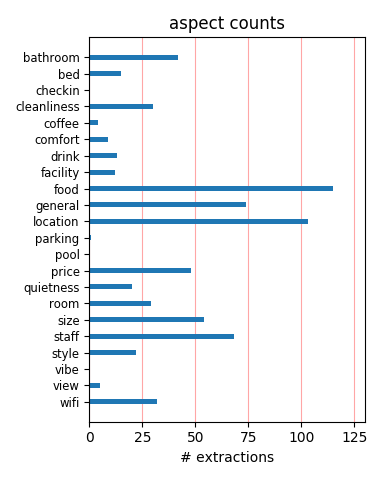 aspect counts
bathroom
bed
checkin
cleanliness
coffee
comfort
drink
facility
food
general
location
parking
pool
price
quietness
room
size
staff
style
vibe
view
wifi
0 25 50 75 100 125
# extractions